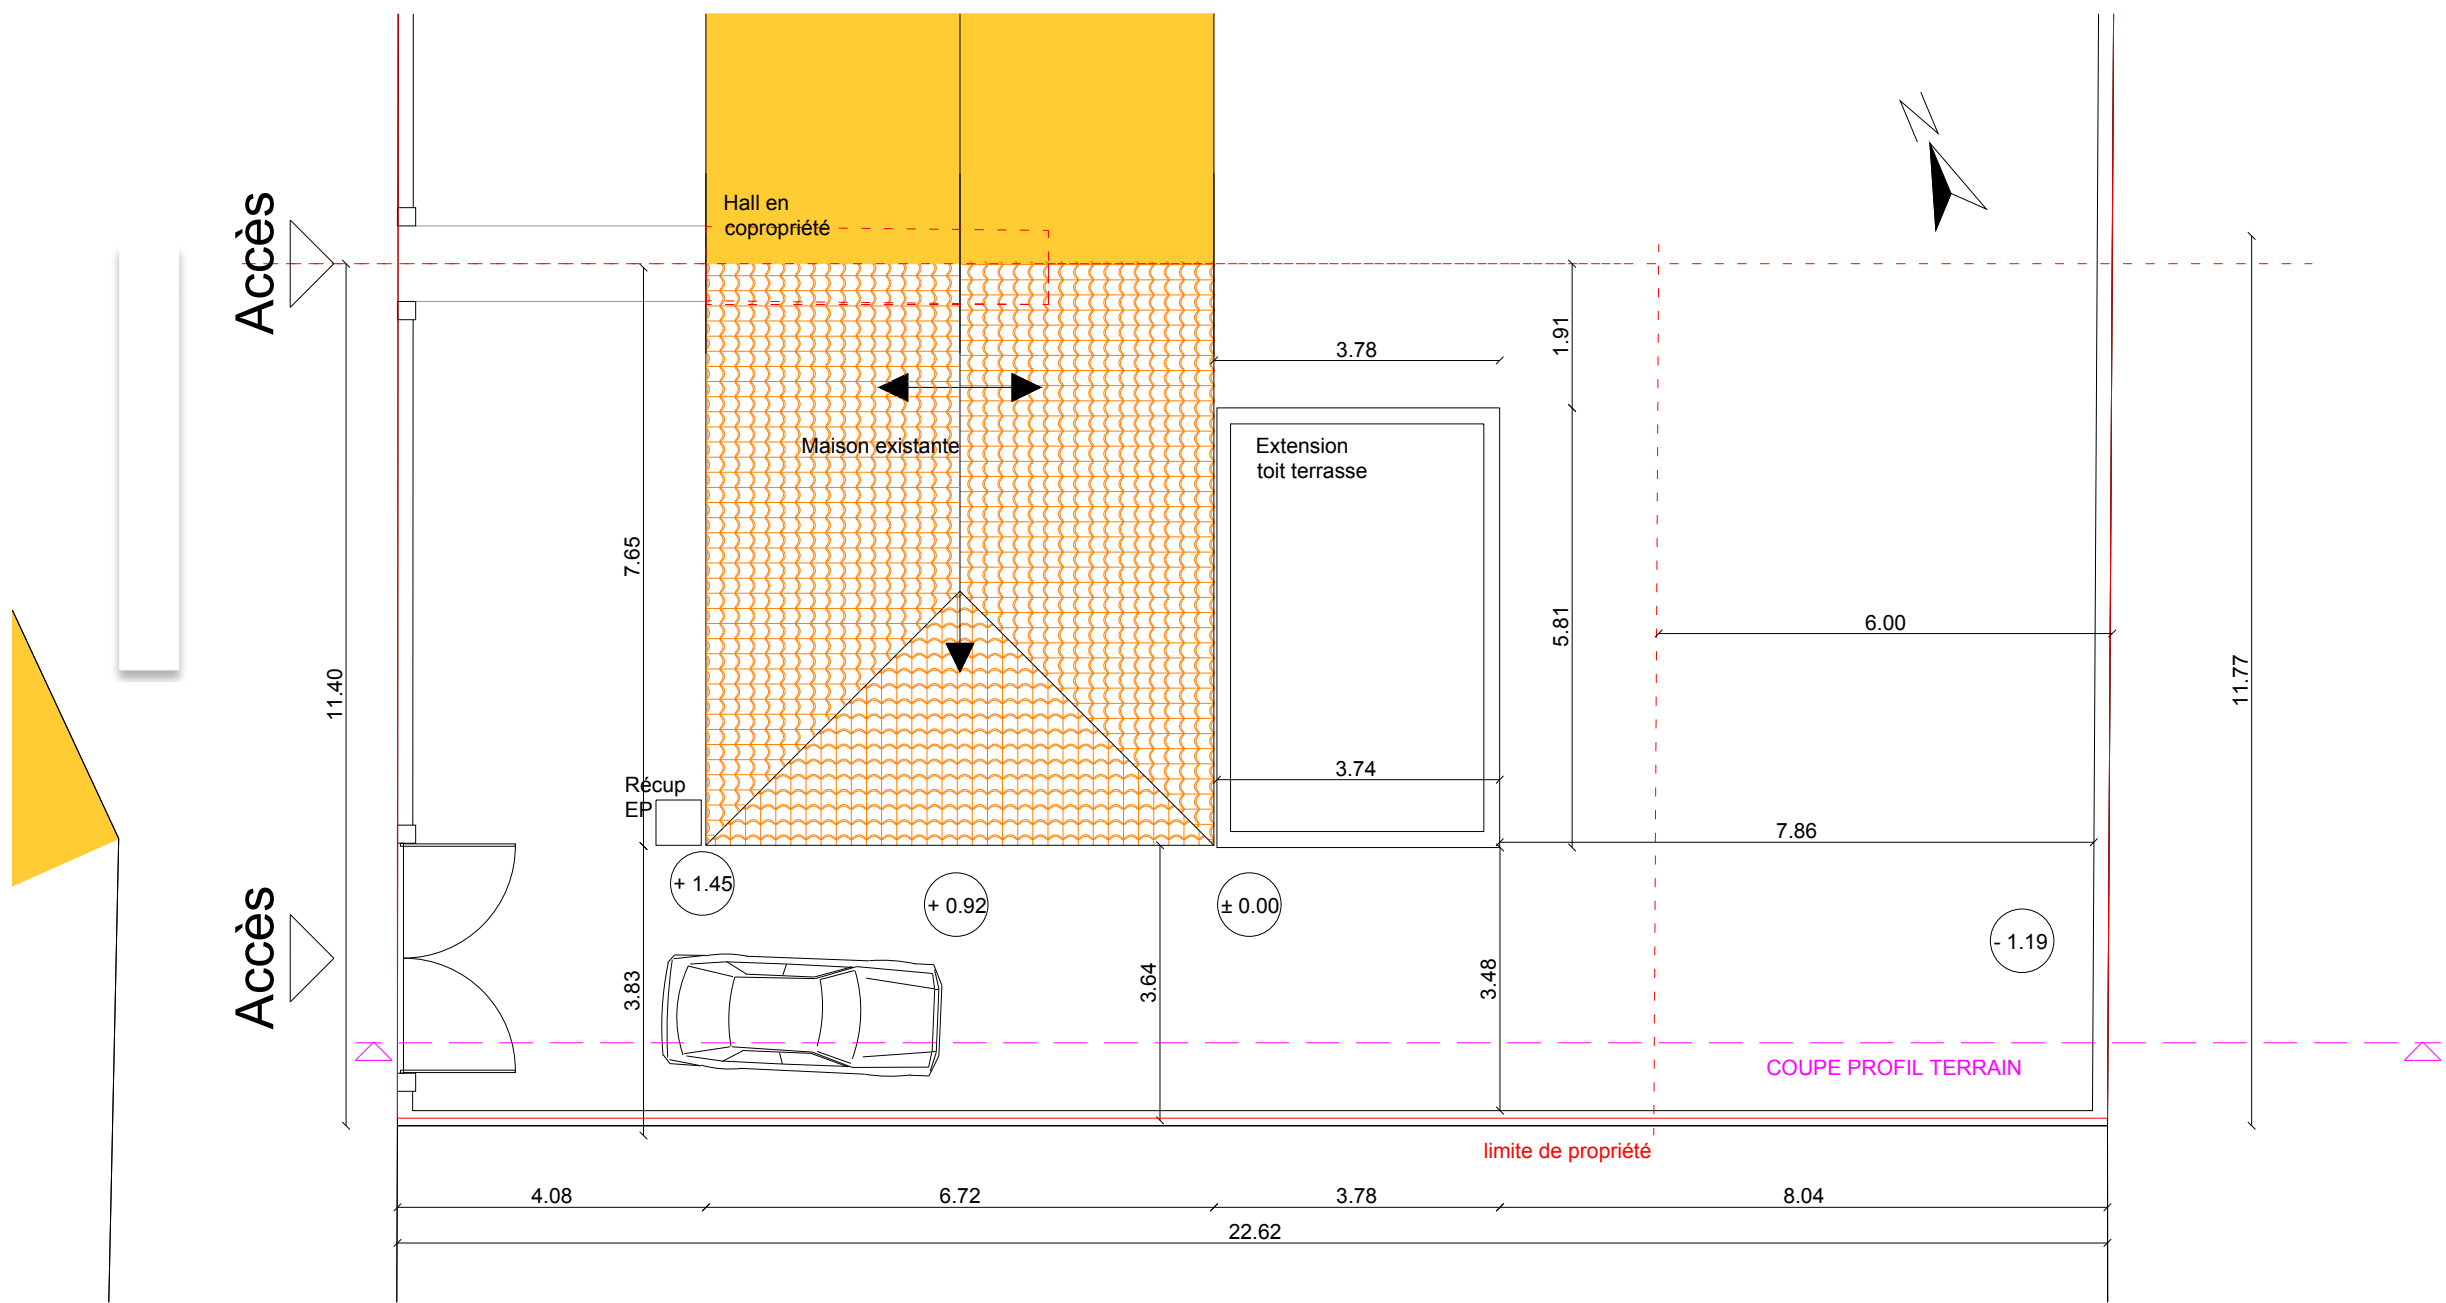 N
Accès
Hall en
copropriété
1.91
3.78
Maison existante
Extension
toit terrasse
7.65
5.81
6.00
11.40
11.77
3.74
Récup
EP
7.86
+ 1.45
+ 0.92
± 0.00
- 1.19
Accès
3.83
3.64
3.48
COUPE PROFIL TERRAIN
limite de propriété
4.08
6.72
3.78
8.04
22.62